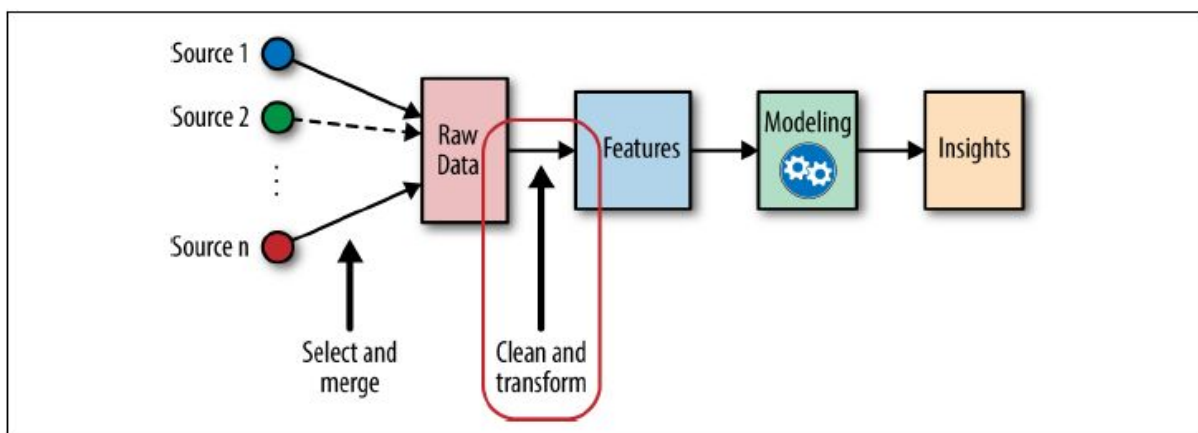 Source 1
Source 2
⋮
Source n
Raw
Data
Features
Modeling
Insights
Select and
merge
Clean and
transform